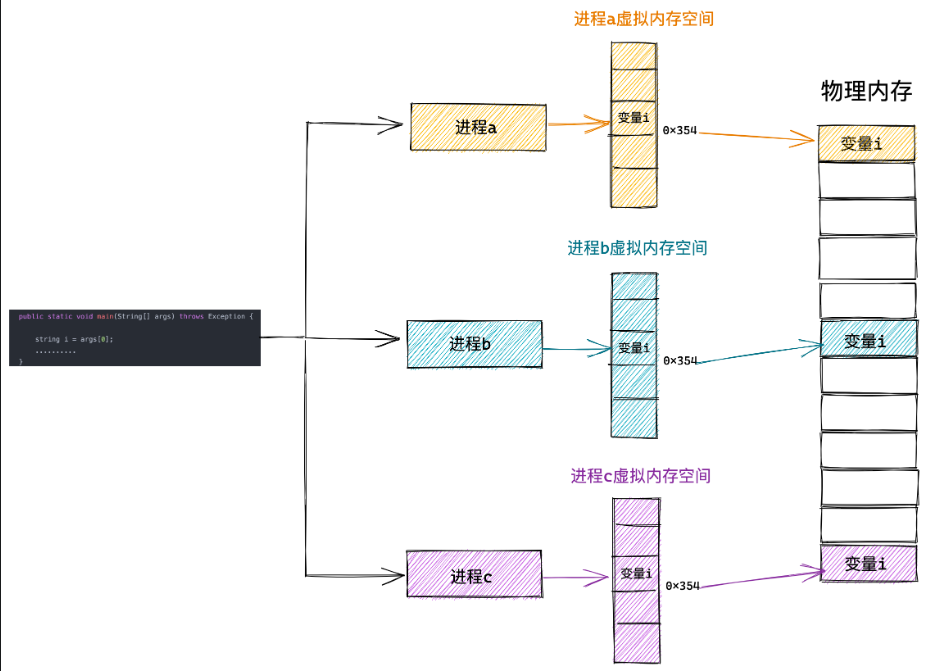 进程a虚拟内存空间
物理内存
变量i
0×354
进程a
变量i
进程b虚拟内存空间
public static void main(String[] args) throws Exception {
string i = args[0];
..........
}
进程b
变量i
0×354
变量i
进程c虚拟内存空间
进程c
变量i
0×354
变量i